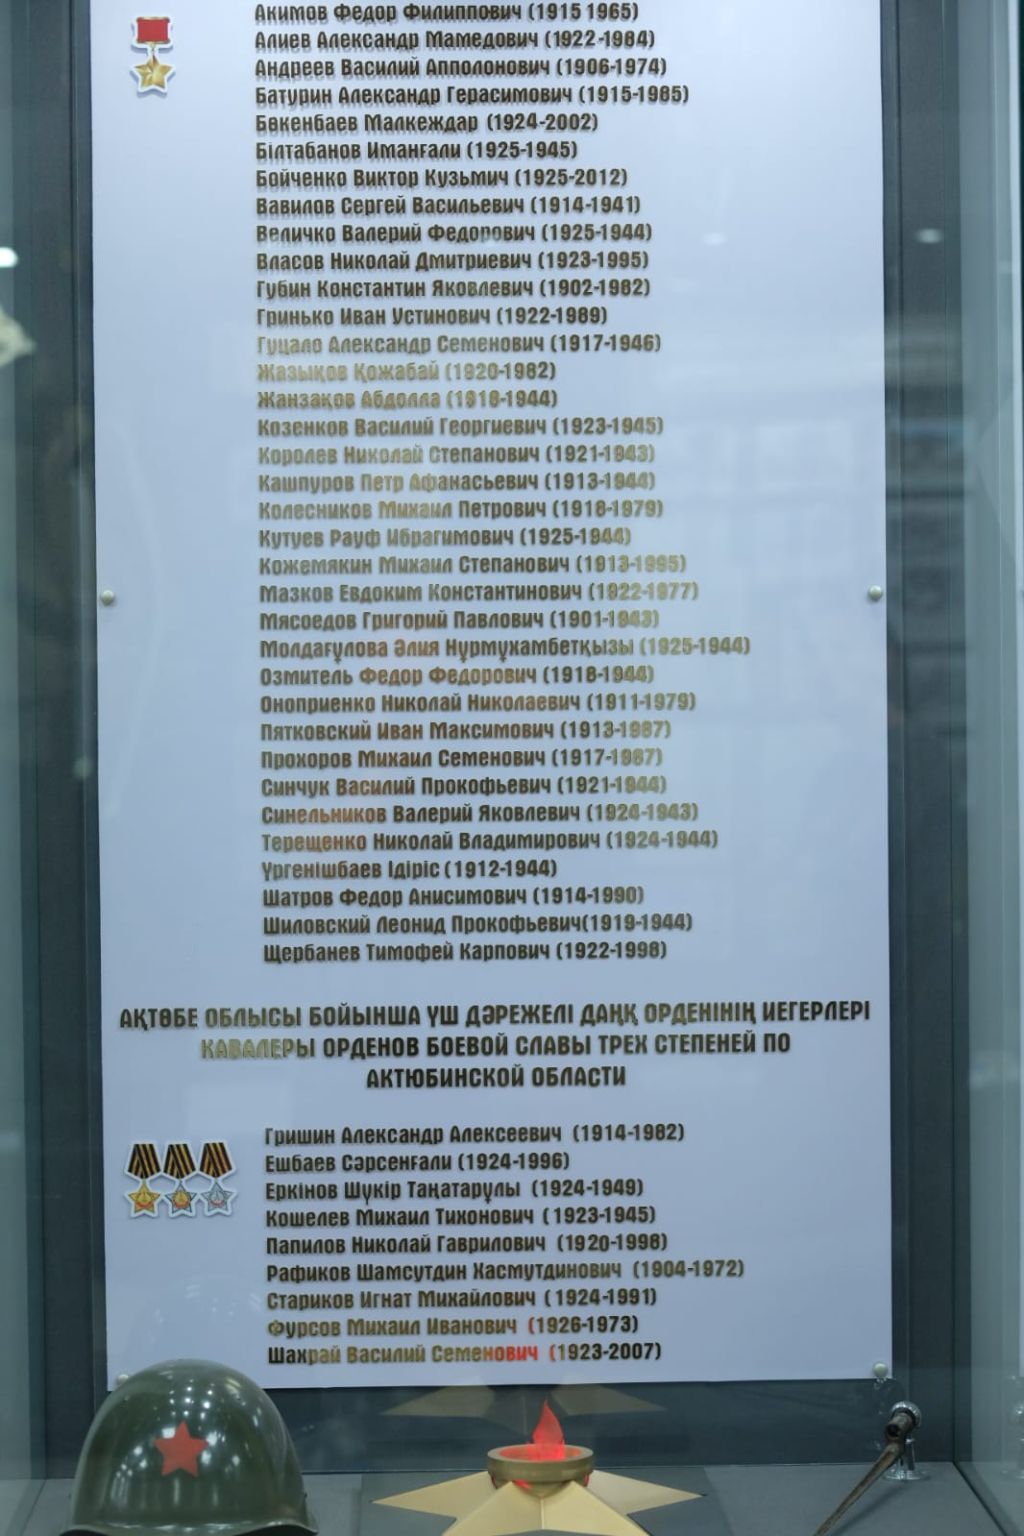 Акимов Федор Филиппович (1915 1965)
Алиев Александр Мамедович (1922-1984)
Андреев Василий Апполонович (1906-1974)
Батурин Александр Герасимович (1915-1985)
Бөкенбаев Малкеждар (1924-2002)
Білтабанов Иманғали (1925-1945)
Бойченко Виктор Кузьмич (1925-2012)
Вавилов Сергей Васильевич (1914-1941)
Величко Валерий Федорович (1925-1944)
Власов Николай Дмитриевич (1923-1995)
Губин Константин Яковлевич (1902-1982)
Гринько Иван Устинович (1922-1989)
Гуцало Александр Семенович (1917-1946)
Жазықов Қожабай (1920-1982)
Жанзақов Абдолла (1918-1944)
Козенков Василий Георгиевич (1923-1945)
Королев Николай Степанович (1921-1943)
Кашпуров Петр Афанасьевич (1913-1944)
Колесников Михаил Петрович (1918-1979)
Кутуев Рауф Ибрагимович (1925-1944)
Кожемякин Михаил Степанович (1913-1995)
Мазков Евдоким Константинович (1922-1977)
Мясоедов Григорий Павлович (1901-1943)
Молдағұлова Әлия Нұрмұхамбетқызы (1925-1944)
Озмитель Федор Федорович (1918-1944)
Оноприенко Николай Николаевич (1911-1979)
Пятковский Иван Максимович (1913-1987)
Прохоров Михаил Семенович (1917-1987)
Синчук Василий Прокофьевич (1921-1944)
Синельников Валерий Яковлевич (1924-1943)
Терещенко Николай Владимирович (1924-1944)
Үргенішбаев Ідіріс (1912-1944)
Шатров Федор Анисимович (1914-1990)
Шиловский Леонид Прокофьевич(1919-1944)
Щербанев Тимофей Карпович (1922-1998)
АҚТӨБЕ ОБЛЫСЫ БОЙЫНША ҮШ ДӘРЕЖЕЛІ ДАҢҚ ОРДЕНІНІҢ ИЕГЕРЛЕРІ
КАВАЛЕРЫ ОРДЕНОВ БОЕВОЙ СЛАВЫ ТРЕХ СТЕПЕНЕЙ ПО
АКТЮБИНСКОЙ ОБЛАСТИ
Гришин Александр Алексеевич (1914-1982)
Ешбаев Сәрсенғали (1924-1996)
Еркінов Шүкір Таңатарұлы (1924-1949)
Кошелев Михаил Тихонович (1923-1945)
Папилов Николай Гаврилович (1920-1998)
Рафиков Шамсутдин Хасмутдинович (1904-1972)
Стариков Игнат Михайлович (1924-1991)
Фурсов Михаил Иванович (1926-1973)
Шахрай Василий Семенович (1923-2007)